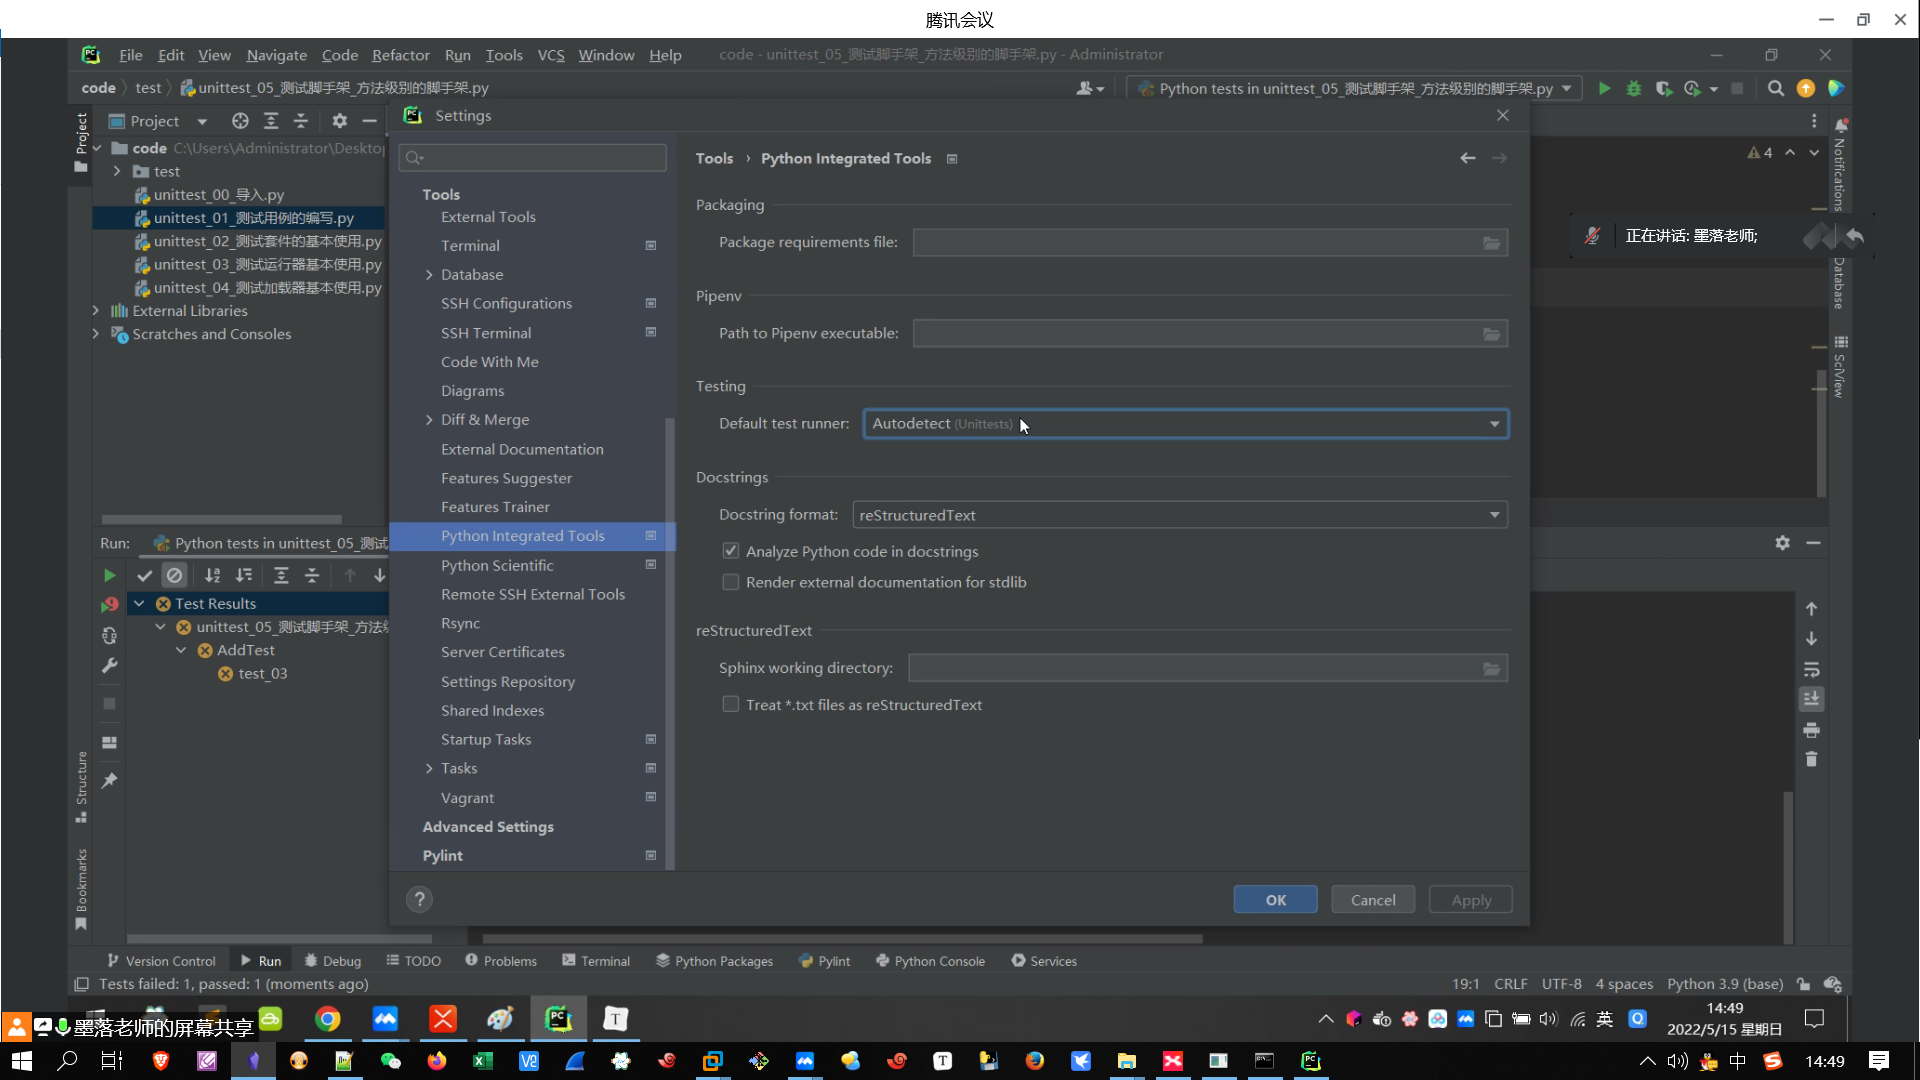 腾讯会议
File Edit View Navigate Code Refactor Run Tools VCS Window Help code - unittest_05_测试脚手架_方法级别的脚手架.py - Administrator
code test unittest_05_测试脚手架_方法级别的脚手架.py
Python tests in unittest_05_测试脚手架_方法级别的脚手架.py
Project
Project
code C:\Users\Administrator\Deskto
test
unittest_00_导入.py
unittest_01_测试用例的编写.py
unittest_02_测试套件的基本使用.py
unittest_03_测试运行器基本使用.py
unittest_04_测试加载器基本使用.py
External Libraries
Scratches and Consoles
Settings
Tools
External Tools
Terminal
Database
SSH Configurations
SSH Terminal
Code With Me
Diagrams
Diff & Merge
External Documentation
Features Suggester
Features Trainer
Python Integrated Tools
Python Scientific
Remote SSH External Tools
Rsync
Server Certificates
Settings Repository
Shared Indexes
Startup Tasks
Tasks
Vagrant
Advanced Settings
Pylint
Tools › Python Integrated Tools
Packaging
Package requirements file:
Pipenv
Path to Pipenv executable:
Testing
Default test runner: Autodetect (Unittests)
Docstrings
Docstring format: reStructuredText
Analyze Python code in docstrings
Render external documentation for stdlib
reStructuredText
Sphinx working directory:
Treat *.txt files as reStructuredText
? OK Cancel Apply
4
Notifications
正在讲话: 墨落老师;
Database
SciView
Run: Python tests in unittest_05_测试
Test Results
unittest_05_测试脚手架_方法级
AddTest
test_03
Structure
Bookmarks
Version Control Run Debug TODO Problems Terminal Python Packages Pylint Python Console Services
Tests failed: 1, passed: 1 (moments ago)
19:1 CRLF UTF-8 4 spaces Python 3.9 (base)
墨落老师的屏幕共享
英
14:49
2022/5/15 星期日
中
14:49